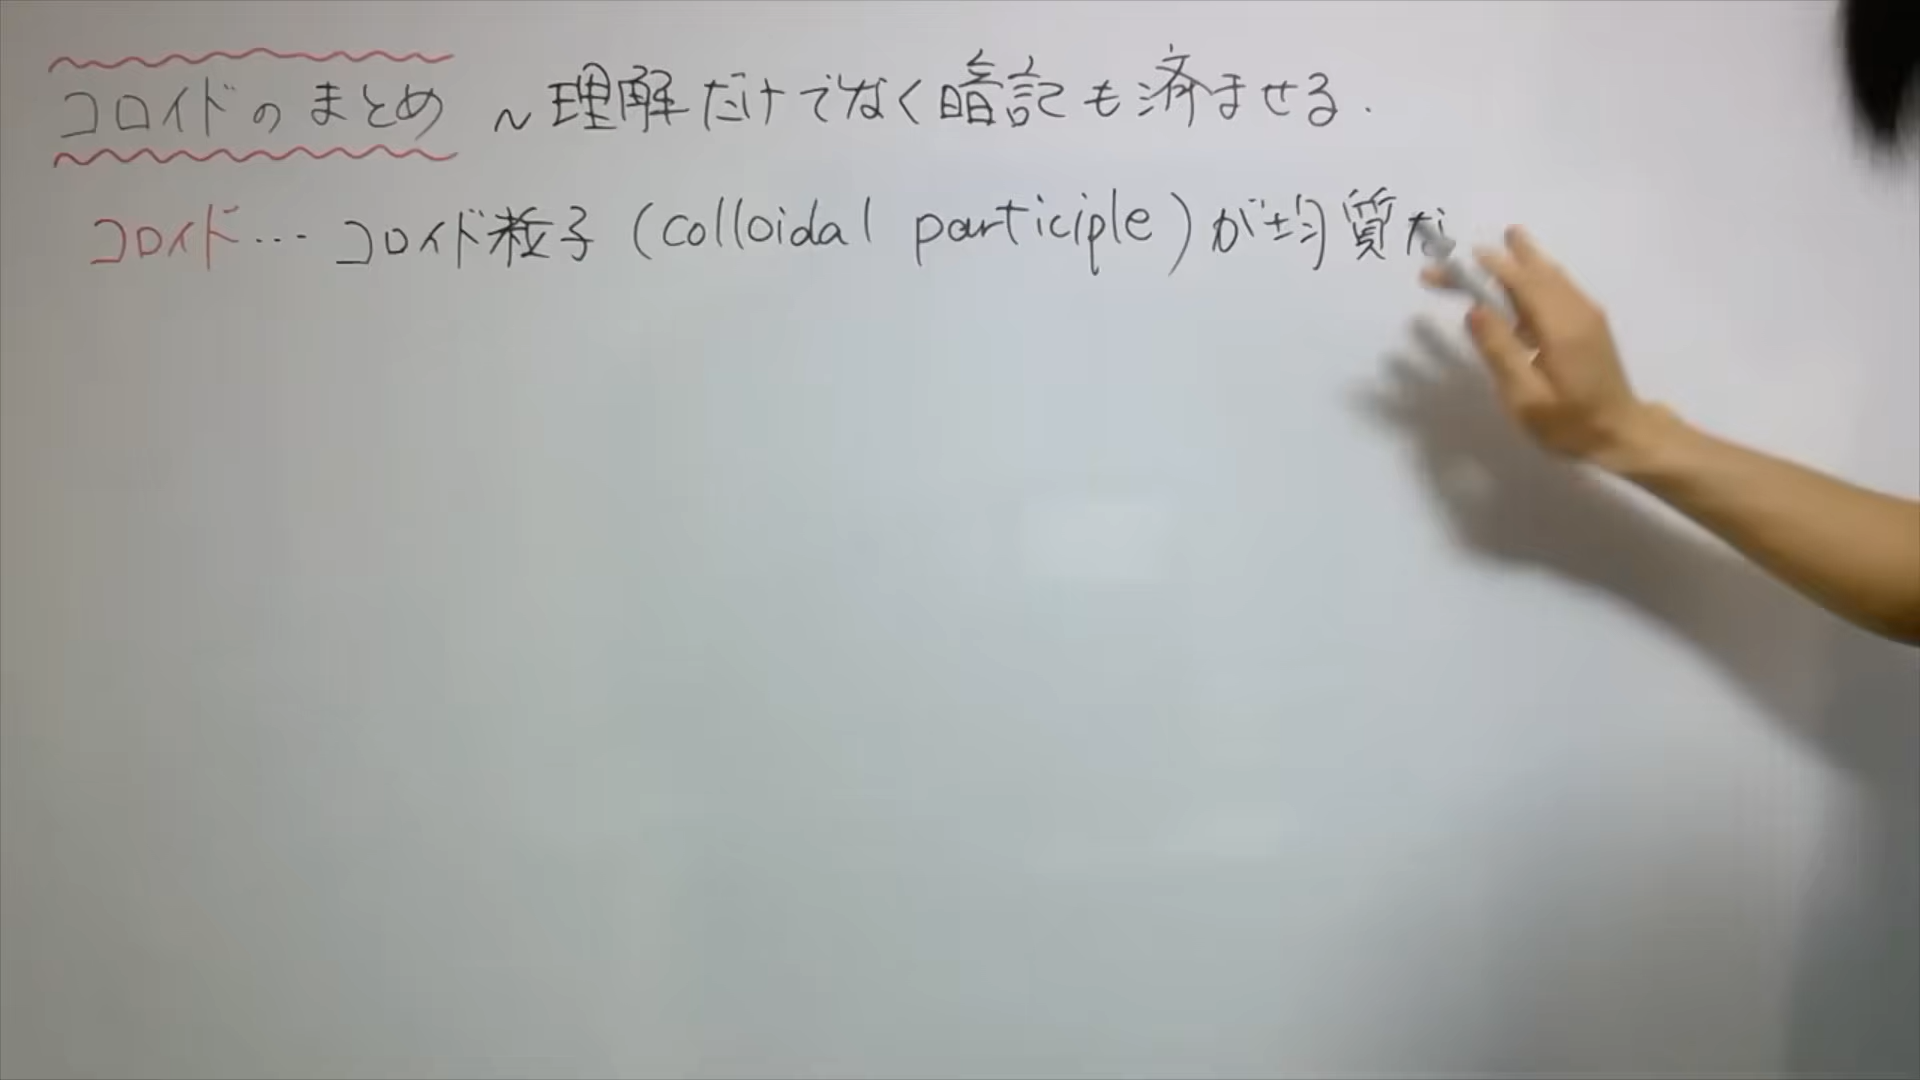 コロイドのまとめ ~理解だけでなく暗記も済ませる.
コロイド… コロイド粒子 (colloidal participle) が均質な